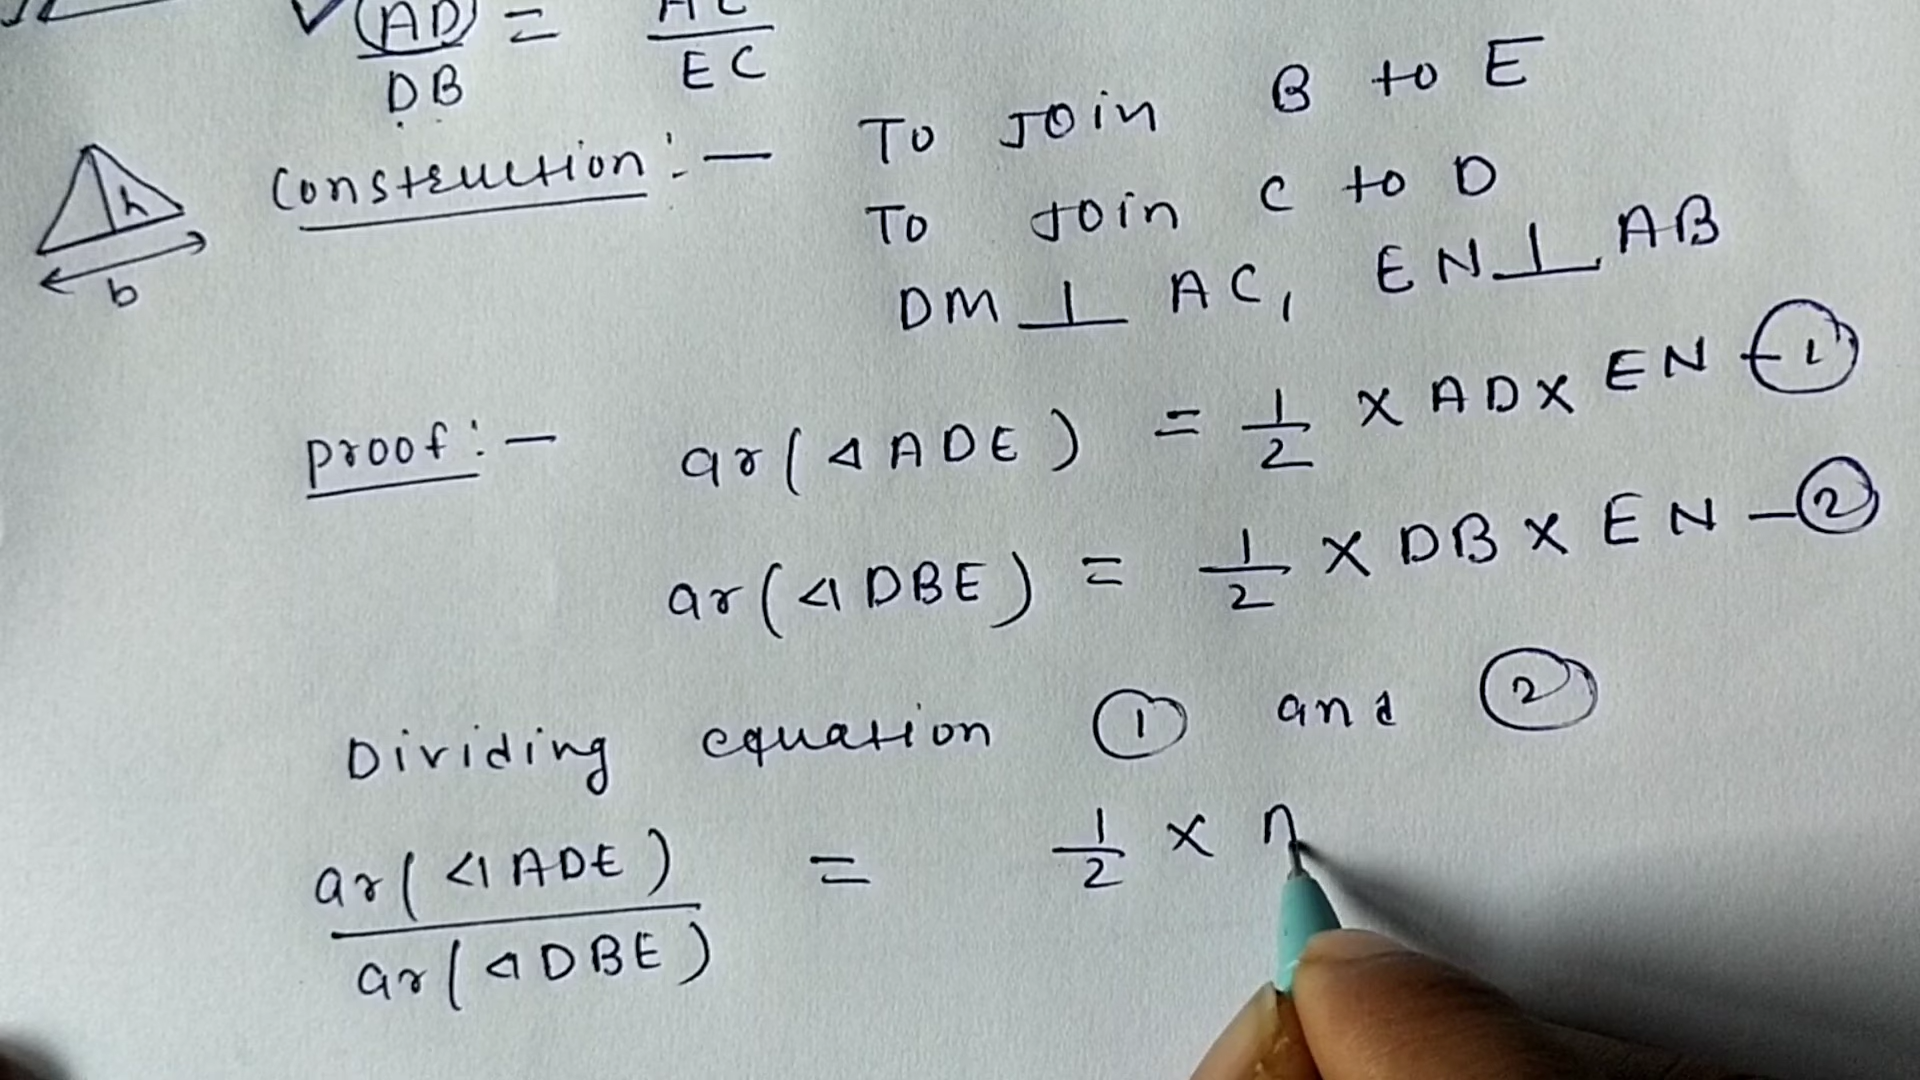 AD/DB = AE/EC
Construction :- To Join B to E
To Join C to D
DM ⊥ AC, EN ⊥ AB
h
b
Proof :- ar(△ADE) = 1/2 × AD × EN - ①
ar(△DBE) = 1/2 × DB × EN - ②
Dividing equation ① and ②
ar(△ADE)/ar(△DBE) = 1/2 ×